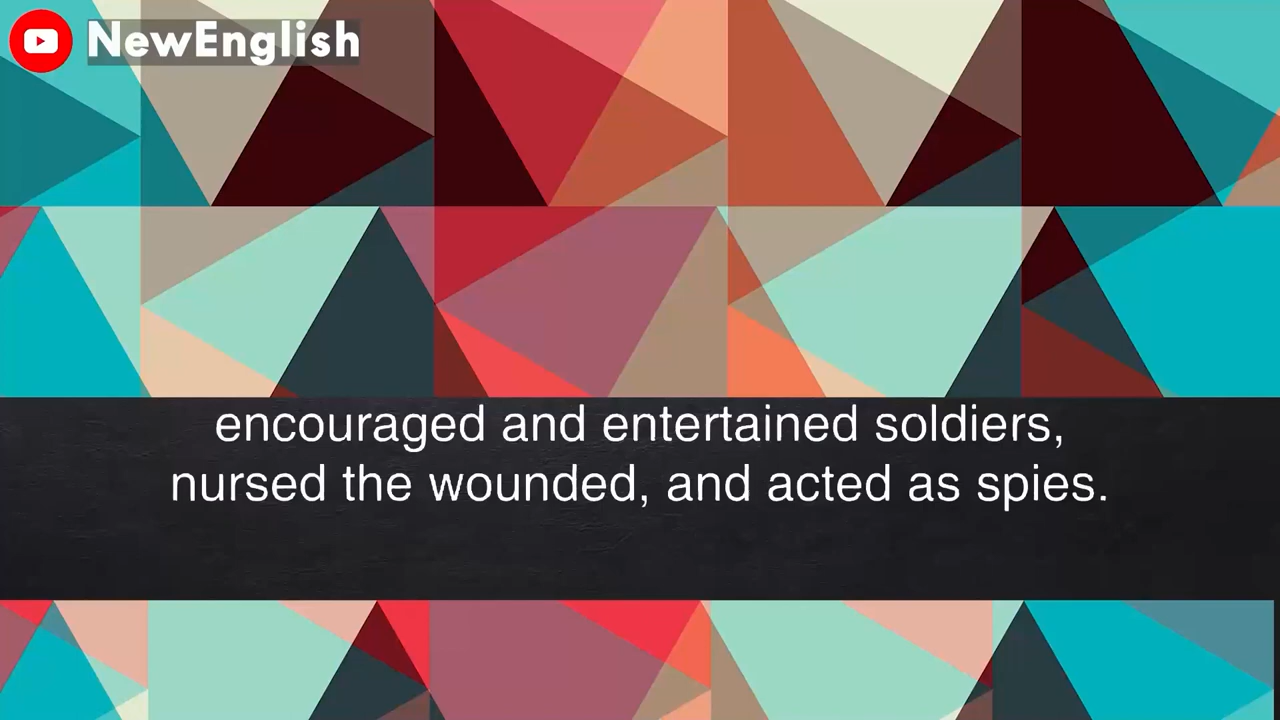 NewEnglish
encouraged and entertained soldiers,
nursed the wounded, and acted as spies.